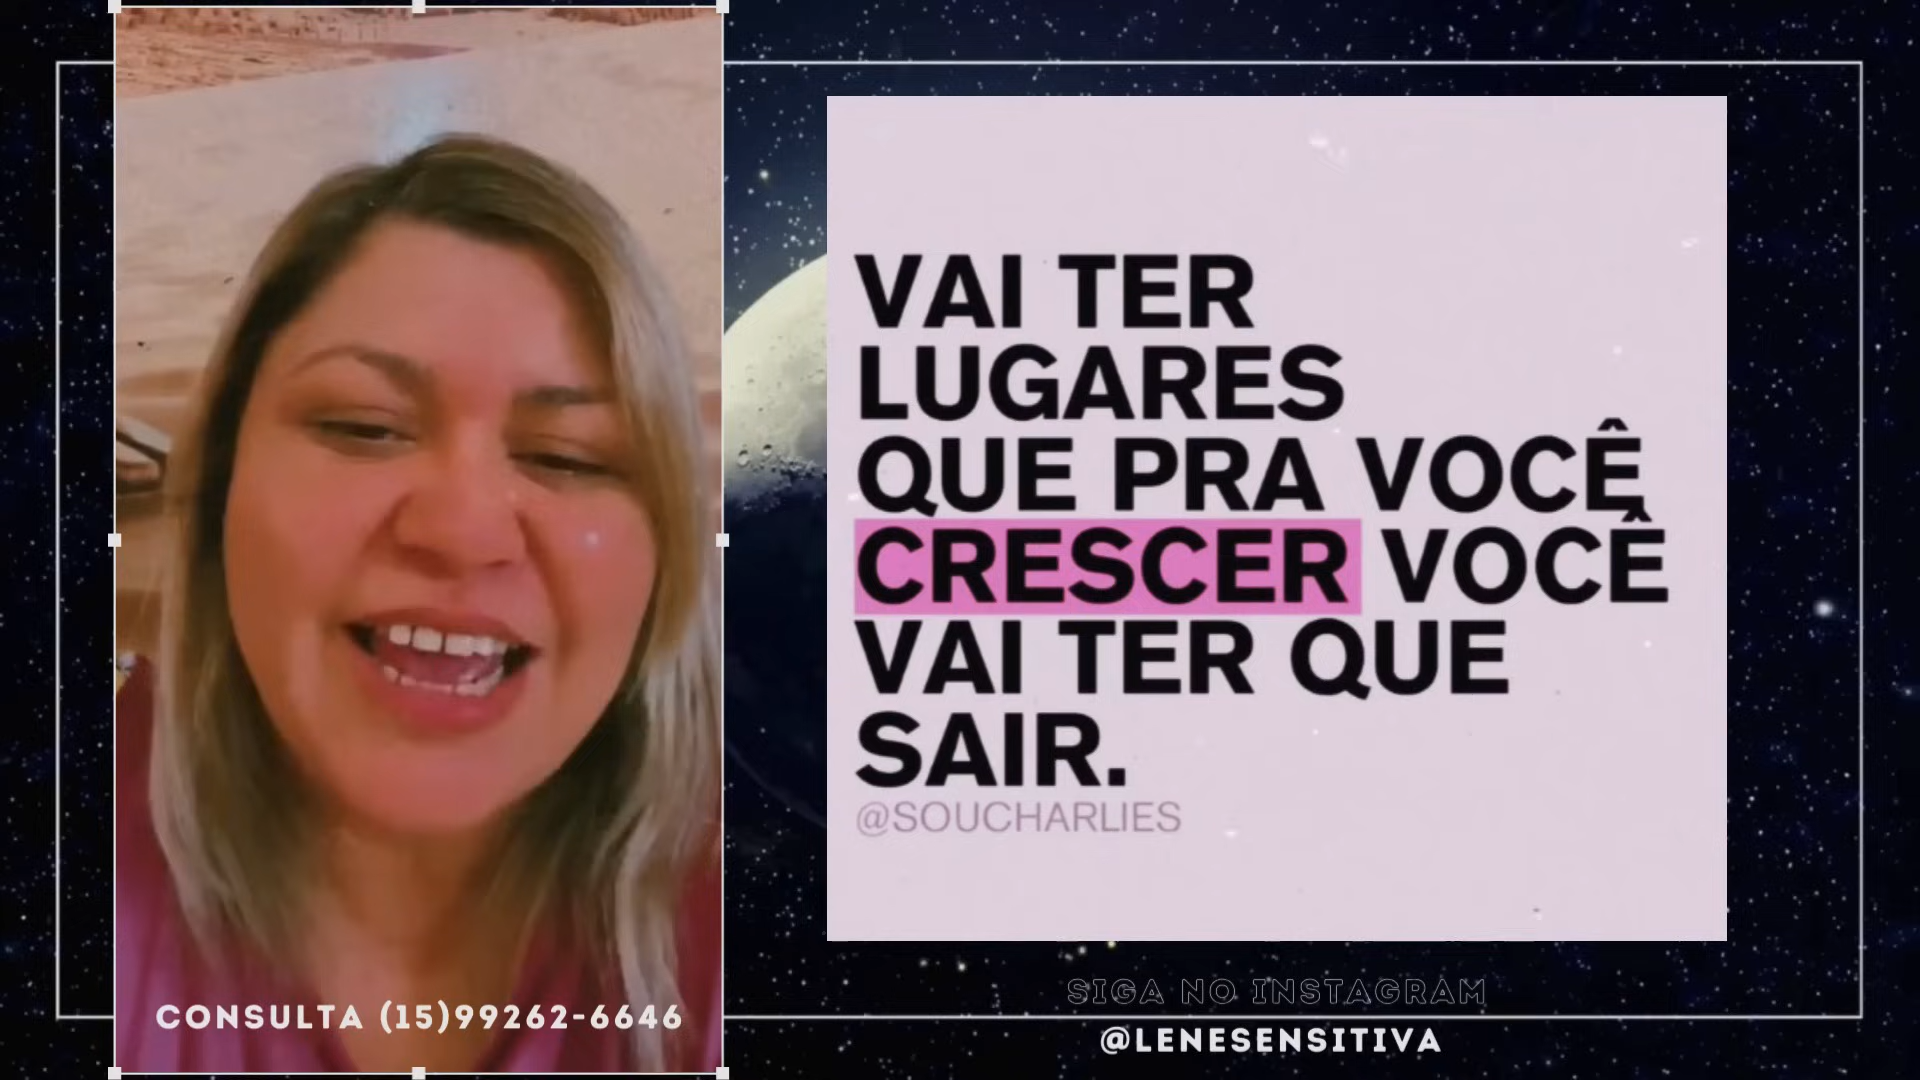 VAI TER
LUGARES
QUE PRA VOCÊ
CRESCER VOCÊ
VAI TER QUE
SAIR.
@SOUCHARLIES
CONSULTA (15)99262-6646
SIGA NO INSTAGRAM
@LENESENSITIVA